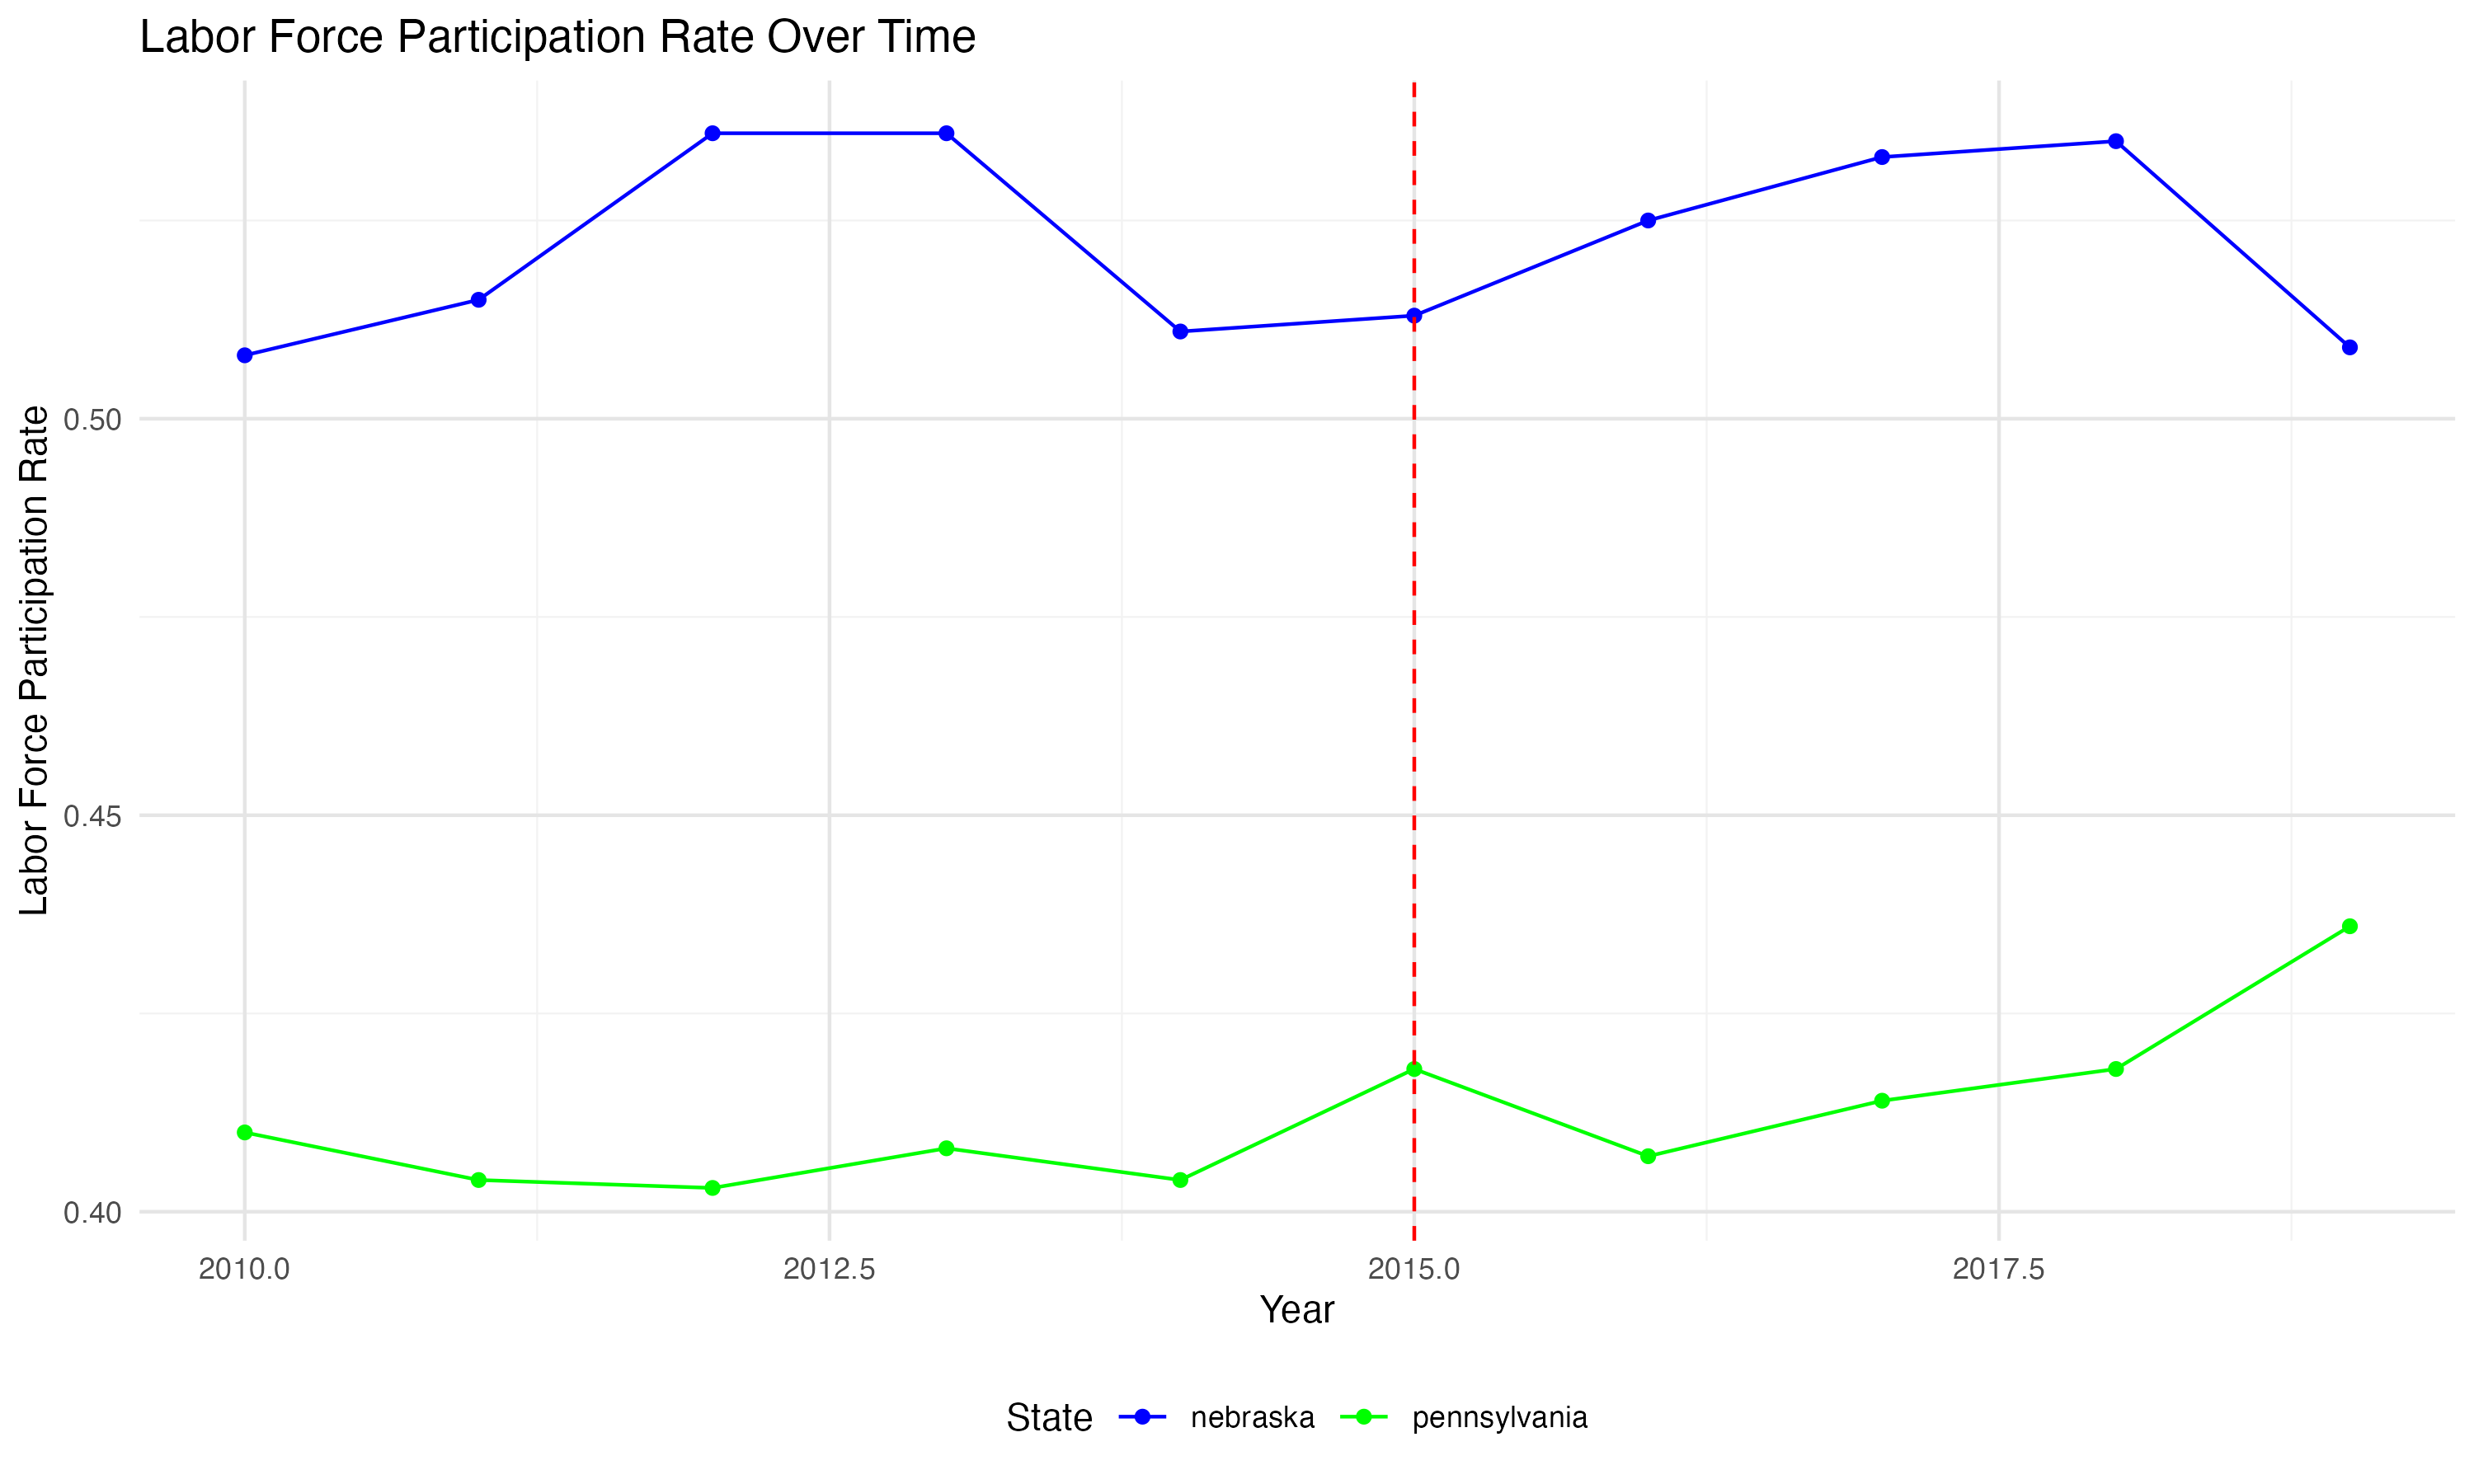 Labor Force Participation Rate Over Time
Labor Force Participation Rate
0.50
0.45
0.40
2010.0 2012.5 2015.0 2017.5
Year
State nebraska pennsylvania